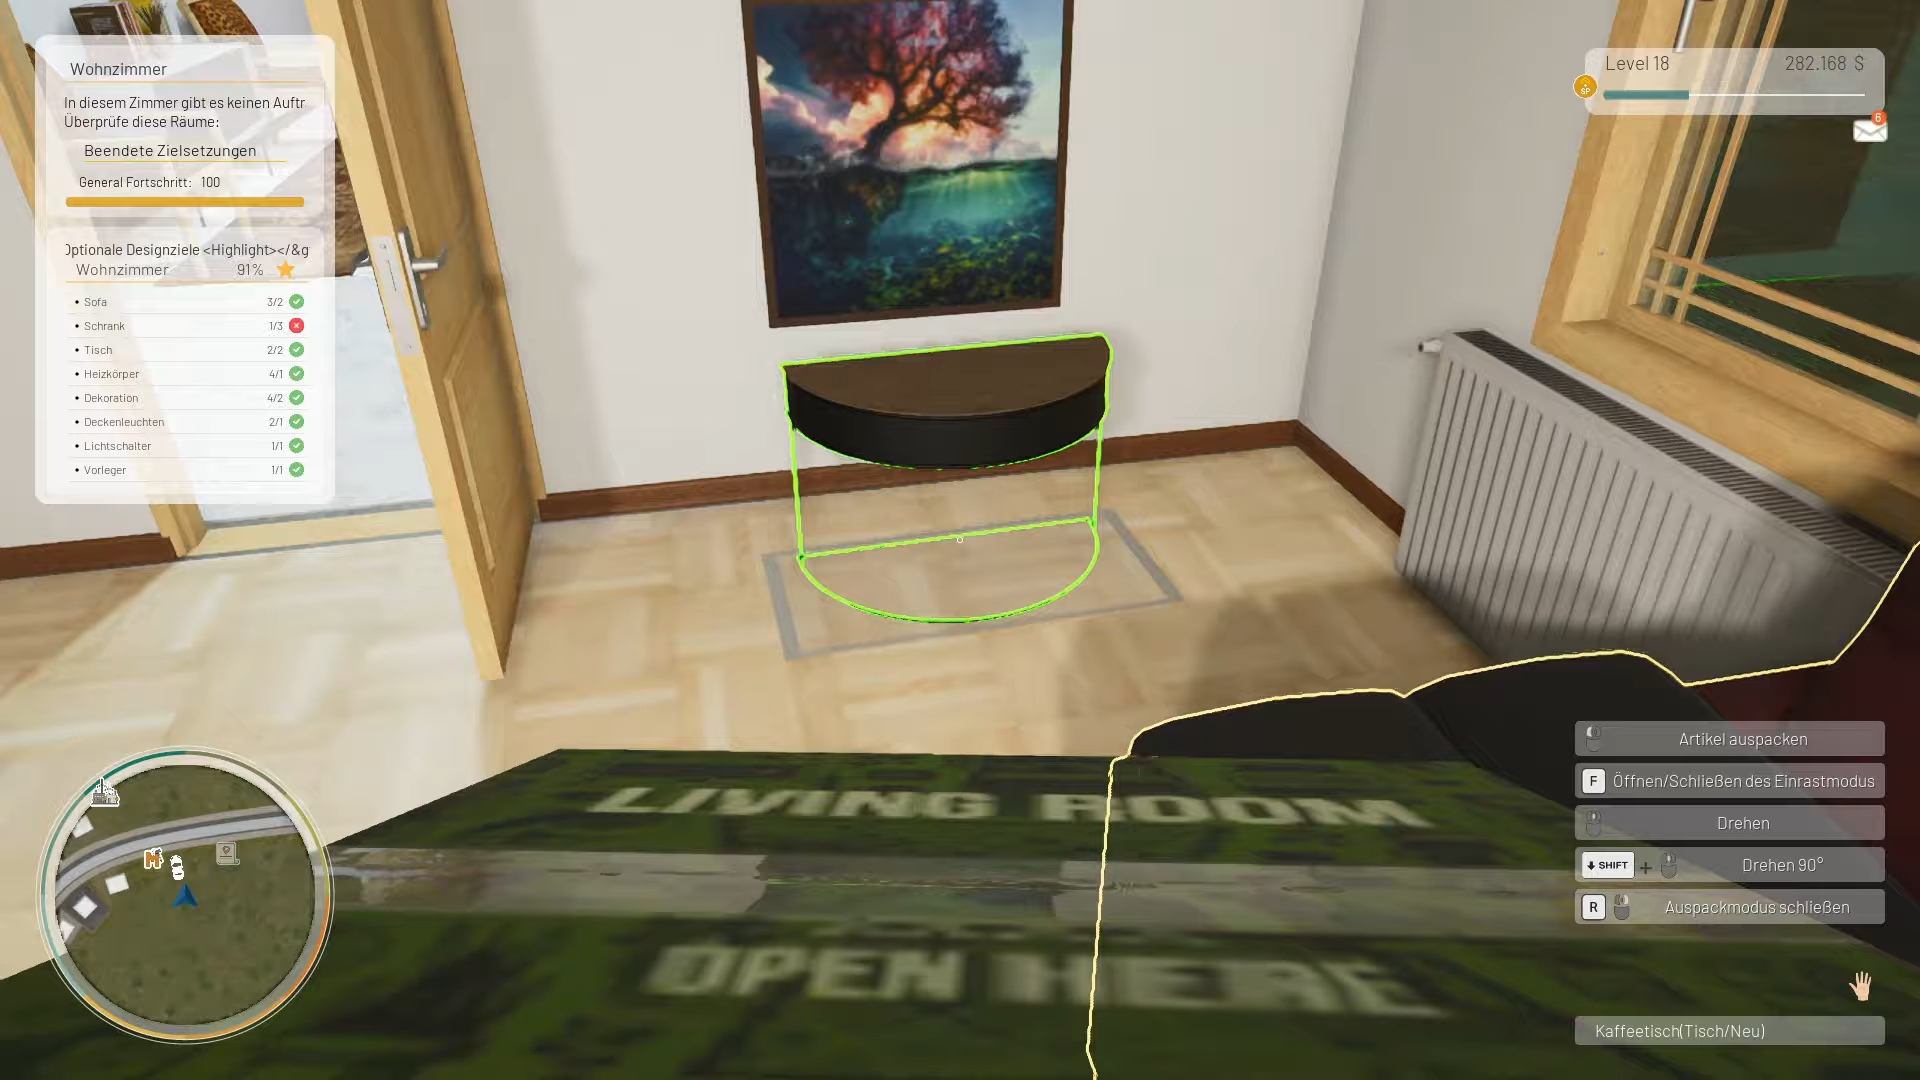 Wohnzimmer
In diesem Zimmer gibt es keinen Auftr
Überprüfe diese Räume:
Beendete Zielsetzungen
General Fortschritt: 100
Optionale Designziele <Highlight></&g
Wohnzimmer 91%
• Sofa 3/2
• Schrank 1/3
• Tisch 2/2
• Heizkörper 4/1
• Dekoration 4/2
• Deckenleuchten 2/1
• Lichtschalter 1/1
• Vorleger 1/1
Level 18 282.168 $
SP
6
LIVING ROOM
OPEN HERE
M
Artikel auspacken
F Öffnen/Schließen des Einrastmodus
Drehen
SHIFT + Drehen 90°
R Auspackmodus schließen
Kaffeetisch(Tisch/Neu)